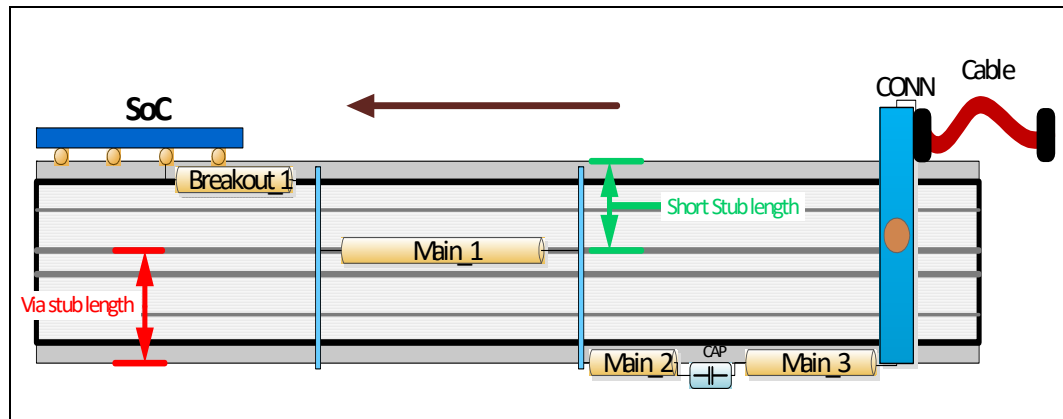 Cable
CONN
SoC
Breakout_1
Short Stub length
Main_1
Via stub length
CAP
Main_2
Main_3